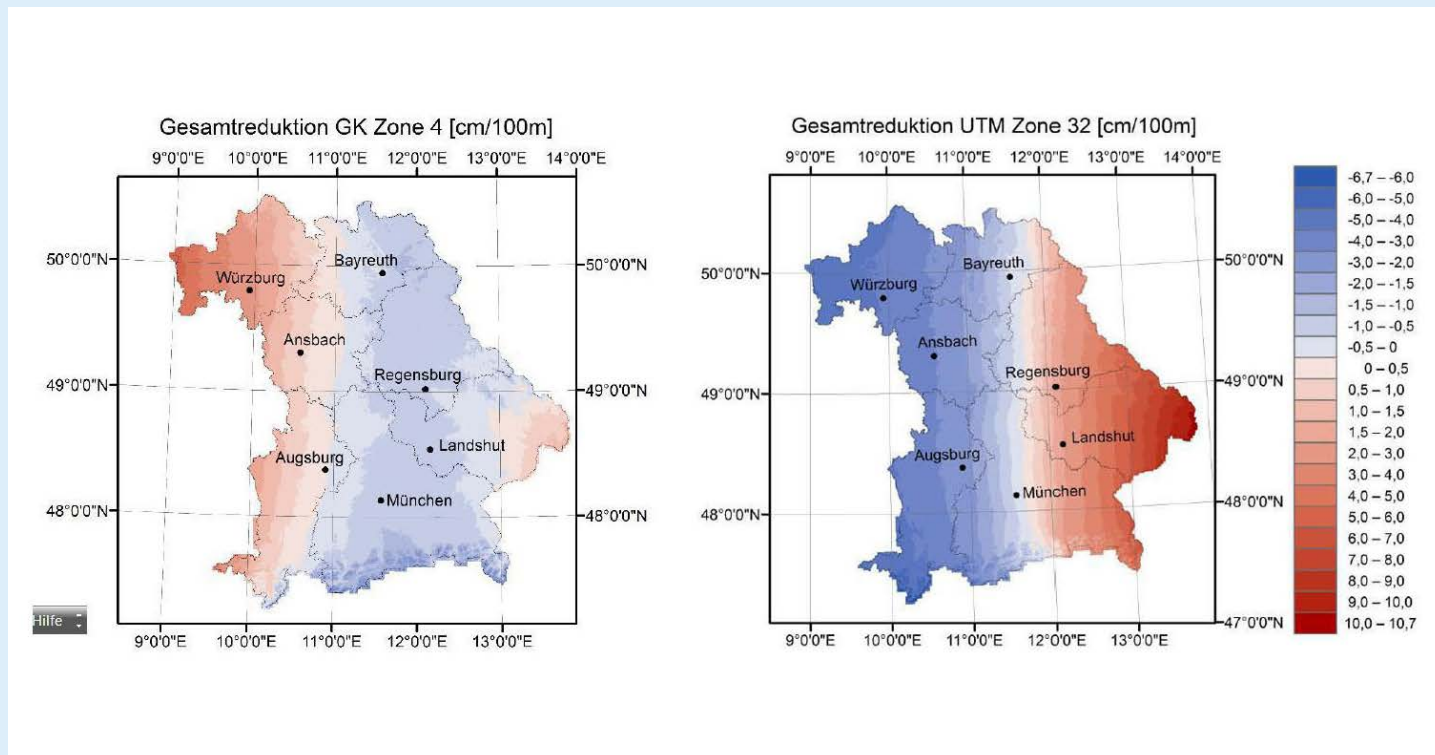 Gesamtreduktion GK Zone 4 [cm/100m]
9°0'0"E 10°0'0"E 11°0'0"E 12°0'0"E 13°0'0"E 14°0'0"E
50°0'0"N
49°0'0"N
48°0'0"N
50°0'0"N
49°0'0"N
48°0'0"N
Bayreuth
Würzburg
Ansbach
Regensburg
Landshut
Augsburg
München
9°0'0"E 10°0'0"E 11°0'0"E 12°0'0"E 13°0'0"E
Hilfe
Gesamtreduktion UTM Zone 32 [cm/100m]
9°0'0"E 10°0'0"E 11°0'0"E 12°0'0"E 13°0'0"E 14°0'0"E
50°0'0"N
49°0'0"N
48°0'0"N
50°0'0"N
49°0'0"N
48°0'0"N
47°0'0"N
Bayreuth
Würzburg
Ansbach
Regensburg
Landshut
Augsburg
München
9°0'0"E 10°0'0"E 11°0'0"E 12°0'0"E 13°0'0"E
-6,7 – -6,0
-6,0 – -5,0
-5,0 – -4,0
-4,0 – -3,0
-3,0 – -2,0
-2,0 – -1,5
-1,5 – -1,0
-1,0 – -0,5
-0,5 – 0
0 – 0,5
0,5 – 1,0
1,0 – 1,5
1,5 – 2,0
2,0 – 3,0
3,0 – 4,0
4,0 – 5,0
5,0 – 6,0
6,0 – 7,0
7,0 – 8,0
8,0 – 9,0
9,0 – 10,0
10,0 – 10,7